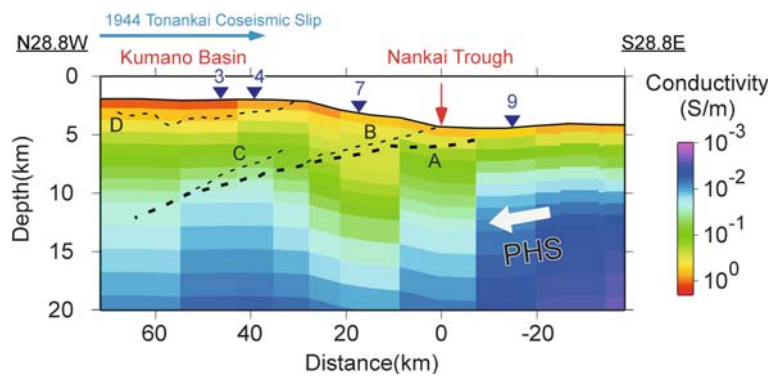 1944 Tonankai Coseismic Slip
N28.8W
S28.8E
Kumano Basin
Nankai Trough
3
4
7
9
D
C
B
A
PHS
0
5
10
15
20
Depth(km)
60
40
20
0
-20
Distance(km)
Conductivity
(S/m)
10-3
10-2
10-1
100